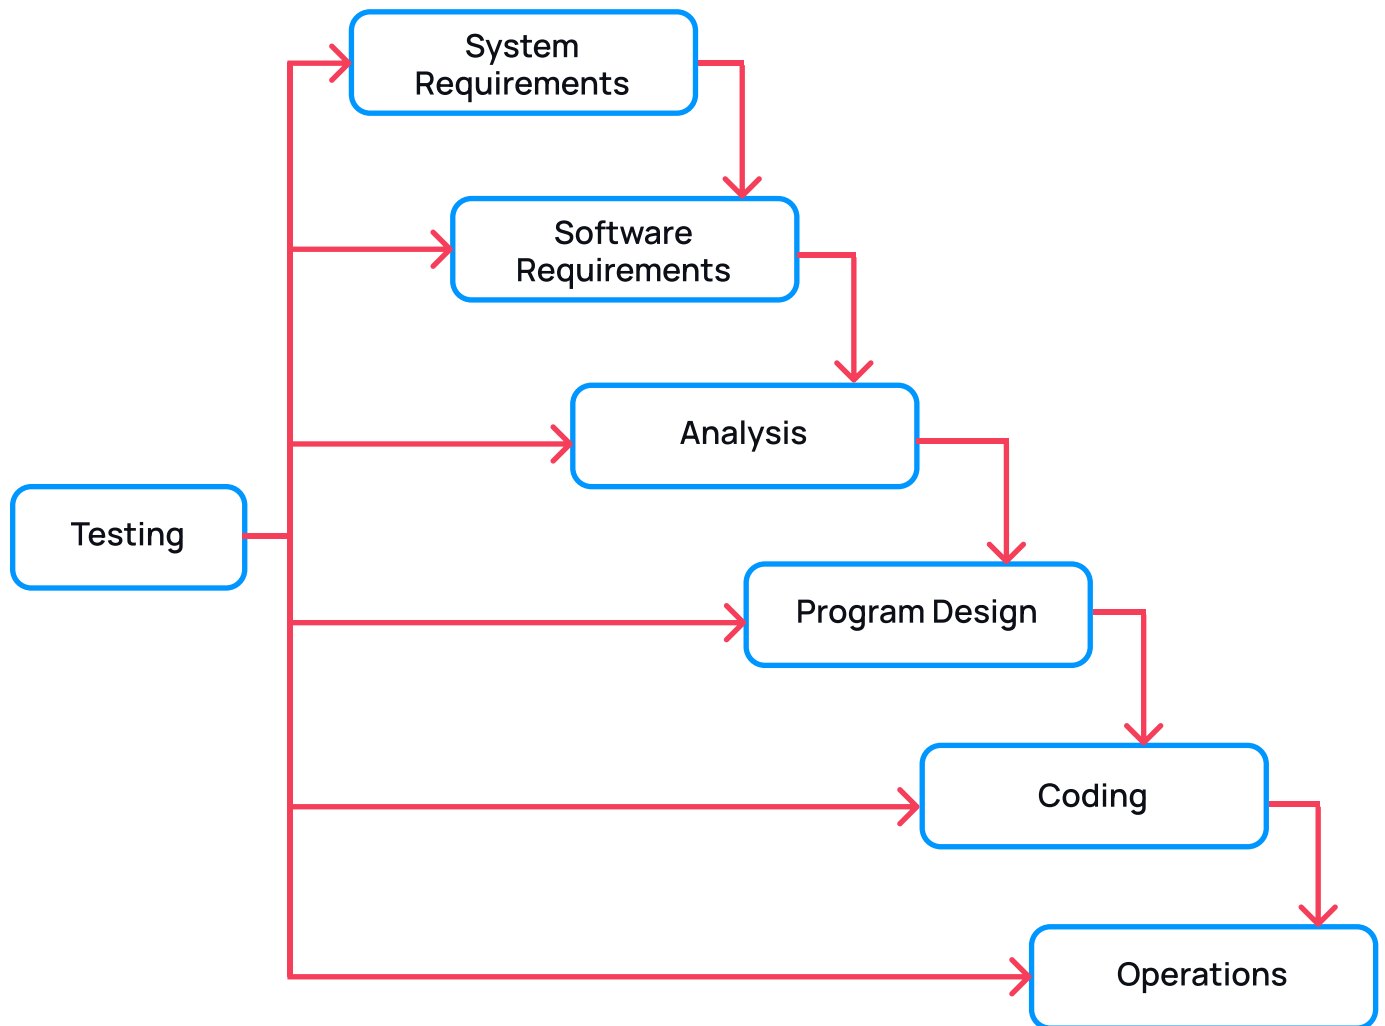 System
Requirements
Software
Requirements
Analysis
Testing
Program Design
Coding
Operations